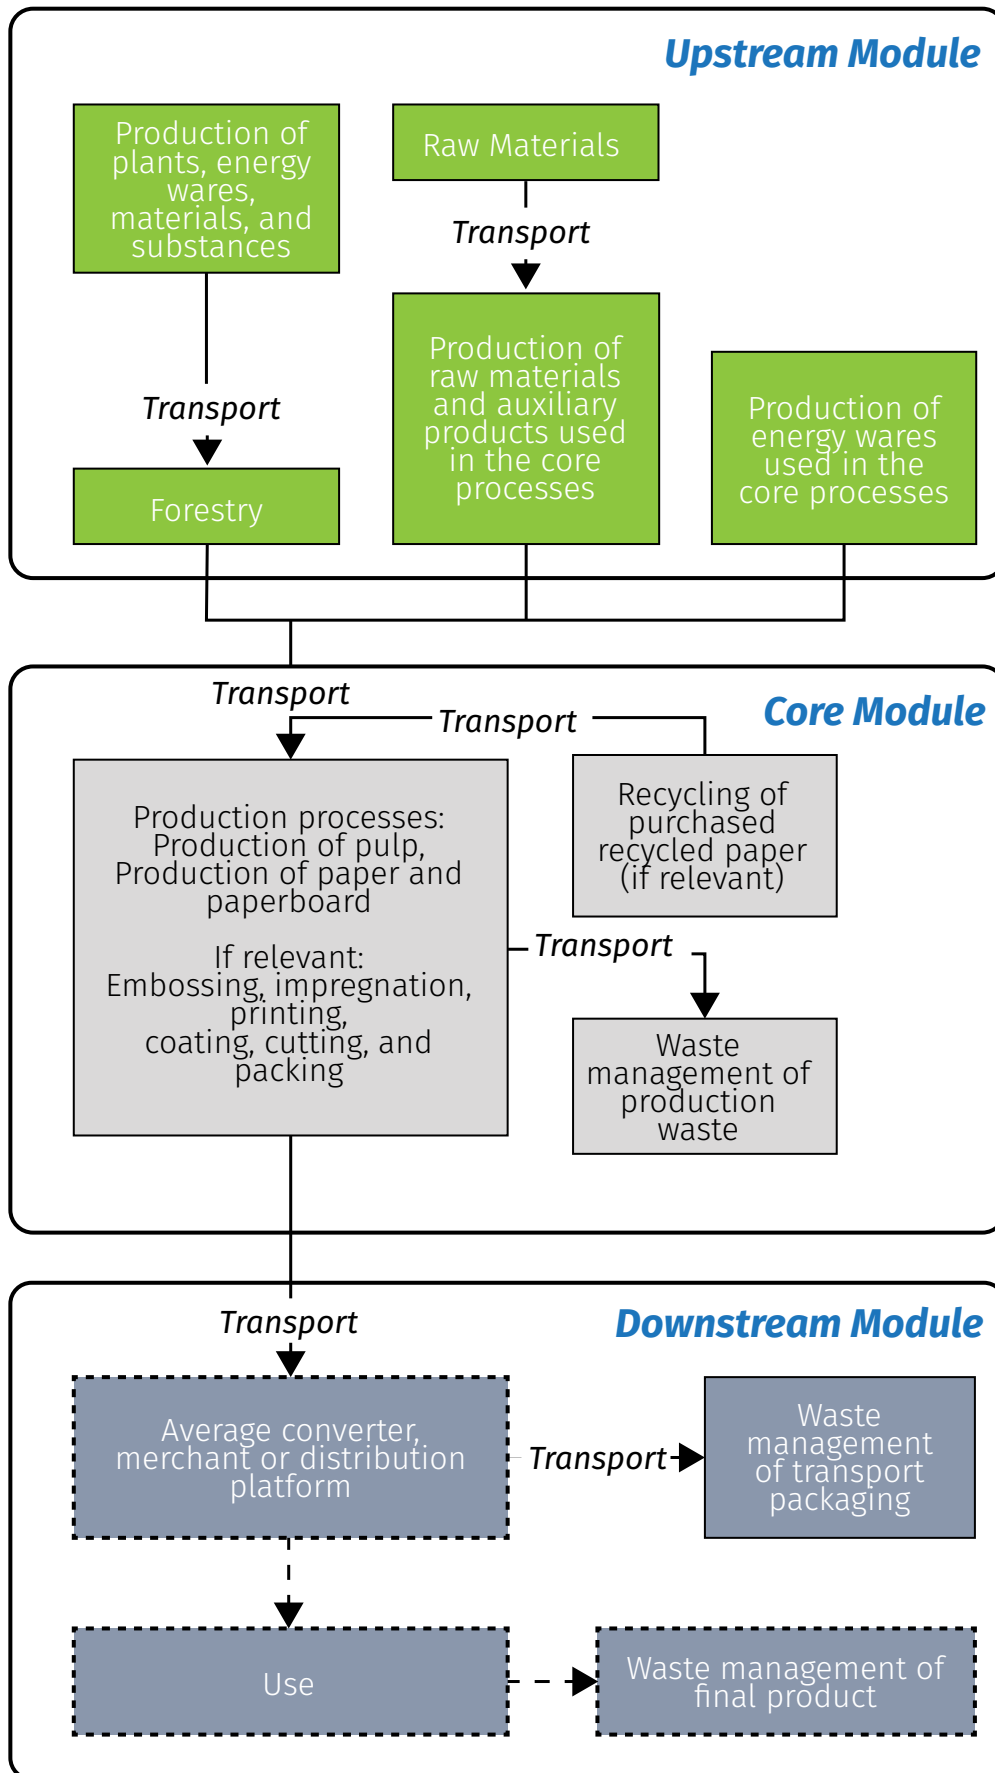 Upstream Module
Production of
plants, energy
wares,
materials, and
substances
Raw Materials
Transport
Production of
raw materials
and auxiliary
products used
in the core
processes
Production of
energy wares
used in the
core processes
Transport
Forestry
Core Module
Transport
Transport
Production processes:
Production of pulp,
Production of paper and
paperboard
If relevant:
Embossing, impregnation,
printing,
coating, cutting, and
packing
Recycling of
purchased
recycled paper
(if relevant)
Transport
Waste
management of
production
waste
Downstream Module
Transport
Average converter,
merchant or distribution
platform
Transport
Waste
management
of transport
packaging
Use
Waste management of
final product